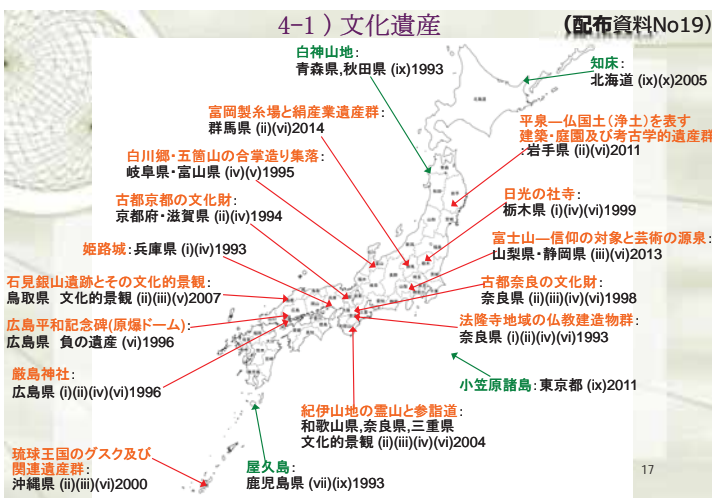 4-1）文化遺産
(配布資料No19)
白神山地:
青森県,秋田県 (ix)1993
知床:
北海道 (ix)(x)2005
富岡製糸場と絹産業遺産群:
群馬県 (ii)(vi)2014
平泉—仏国土(浄土)を表す
建築・庭園及び考古学的遺産群
:岩手県 (ii)(vi)2011
白川郷・五箇山の合掌造り集落:
岐阜県・富山県 (iv)(v)1995
古都京都の文化財:
京都府・滋賀県 (ii)(iv)1994
日光の社寺:
栃木県 (i)(iv)(vi)1999
姫路城:兵庫県 (i)(iv)1993
富士山—信仰の対象と芸術の源泉:
山梨県・静岡県 (iii)(vi)2013
石見銀山遺跡とその文化的景観:
鳥取県 文化的景観 (ii)(iii)(v)2007
古都奈良の文化財:
奈良県 (ii)(iii)(iv)(vi)1998
広島平和記念碑(原爆ドーム):
広島県 負の遺産 (vi)1996
法隆寺地域の仏教建造物群:
奈良県 (i)(ii)(iv)(vi)1993
厳島神社:
広島県 (i)(ii)(iv)(vi)1996
小笠原諸島:東京都 (ix)2011
紀伊山地の霊山と参詣道:
和歌山県,奈良県,三重県
文化的景観 (ii)(iii)(iv)(vi)2004
琉球王国のグスク及び
関連遺産群:
沖縄県 (ii)(iii)(vi)2000
屋久島:
鹿児島県 (vii)(ix)1993
17